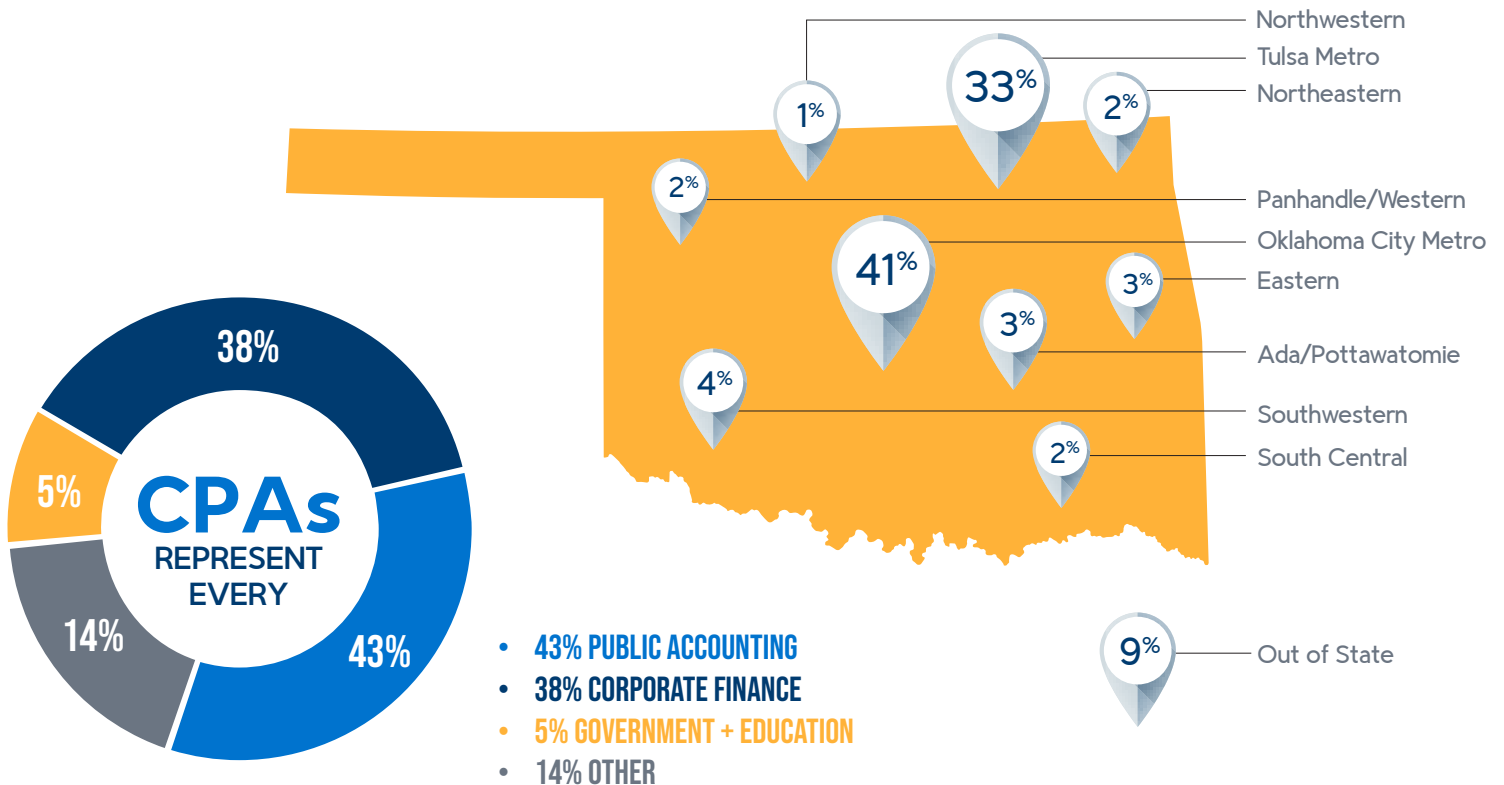 Northwestern
Tulsa Metro
Northeastern
33%
1%
2%
2%
Panhandle/Western
Oklahoma City Metro
Eastern
41%
3%
3%
Ada/Pottawatomie
4%
Southwestern
2%
South Central
38%
5%
14%
43%
CPAs
REPRESENT
EVERY
• 43% PUBLIC ACCOUNTING
• 38% CORPORATE FINANCE
• 5% GOVERNMENT + EDUCATION
• 14% OTHER
9%
Out of State